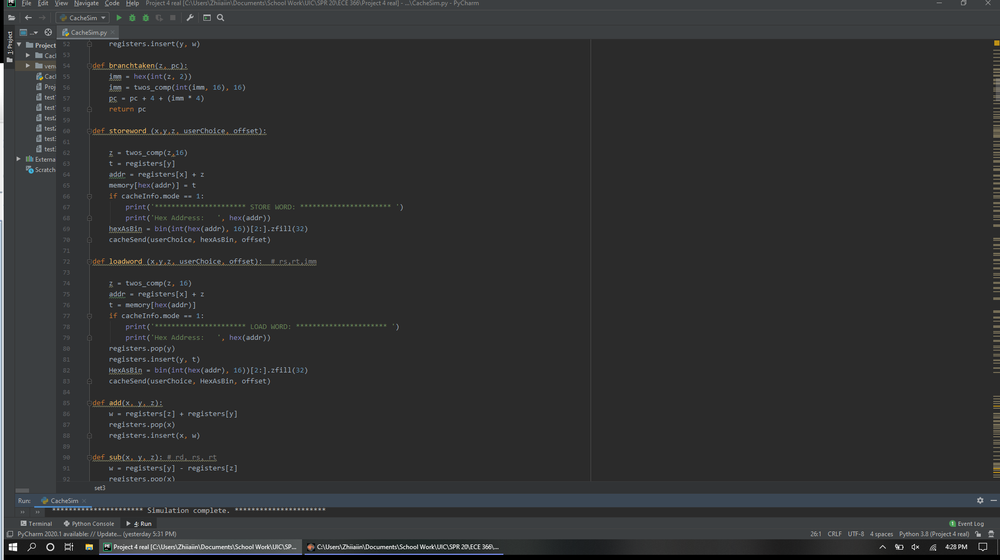 PE File Edit View Navigate Code Help Project 4 real [C:\Users\Zhiiaiin\Documents\School Work\UIC\SPR 20\ECE 366\Project 4 real] - ...\CacheSim.py - PyCharm
CacheSim
... CacheSim.py
1: Project
Project
Cach
venv
Cach
Proj
test1
test1
test2
test2
test3
test3
Externa
Scratch
52 registers.insert(y, w)
53
54 def branchtaken(z, pc):
55 imm = hex(int(z, 2))
56 imm = twos_comp(int(imm, 16), 16)
57 pc = pc + 4 + (imm * 4)
58 return pc
59
60 def storeword (x,y,z, userChoice, offset):
61
62 z = twos_comp(z,16)
63 t = registers[y]
64 addr = registers[x] + z
65 memory[hex(addr)] = t
66 if cacheInfo.mode == 1:
67 print('********************** STORE WORD: ********************** ')
68 print('Hex Address:   ', hex(addr))
69 hexAsBin = bin(int(hex(addr), 16))[2:].zfill(32)
70 cacheSend(userChoice, hexAsBin, offset)
71
72 def loadword (x,y,z, userChoice, offset):  # rs,rt,imm
73
74 z = twos_comp(z, 16)
75 addr = registers[x] + z
76 t = memory[hex(addr)]
77 if cacheInfo.mode == 1:
78 print('********************** LOAD WORD: ********************** ')
79 print('Hex Address:   ', hex(addr))
80 registers.pop(y)
81 registers.insert(y, t)
82 HexAsBin = bin(int(hex(addr), 16))[2:].zfill(32)
83 cacheSend(userChoice, HexAsBin, offset)
84
85 def add(x, y, z):
86 w = registers[z] + registers[y]
87 registers.pop(x)
88 registers.insert(x, w)
89
90 def sub(x, y, z): # rd, rs, rt
91 w = registers[y] - registers[z]
92 registers.pop(x)
set3
Run: CacheSim
********************** Simulation complete. **********************
Terminal Python Console 4: Run 1 Event Log
PyCharm 2020.1 available: // Update... (yesterday 5:31 PM) 26:1 CRLF UTF-8 4 spaces Python 3.8 (Project 4 real)
PE Project 4 real [C:\Users\Zhiiaiin\Documents\School Work\UIC\SP... C:\Users\Zhiiaiin\Documents\School Work\UIC\SPR 20\ECE 366\... 4:28 PM